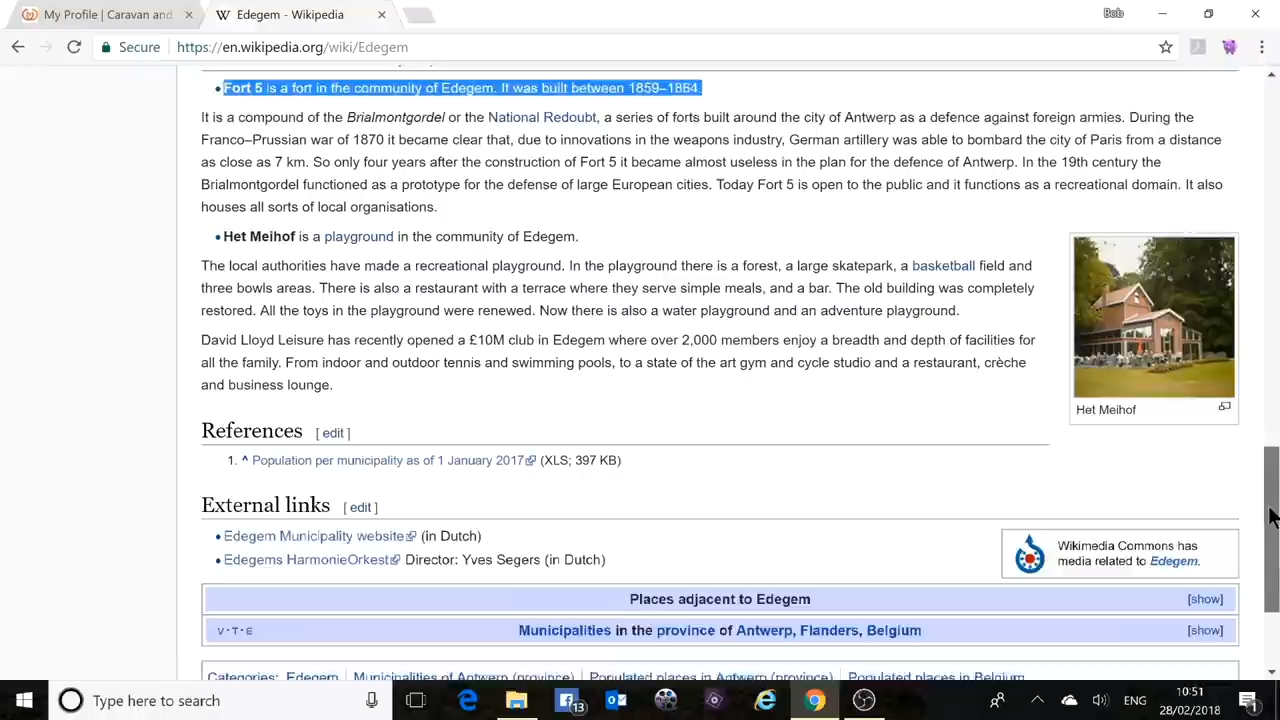 My Profile | Caravan and
Edegem - Wikipedia
Bob
Secure
https://en.wikipedia.org/wiki/Edegem
Fort 5 is a fort in the community of Edegem. It was built between 1859–1864.
It is a compound of the Brialmontgordel or the National Redoubt, a series of forts built around the city of Antwerp as a defence against foreign armies. During the
Franco–Prussian war of 1870 it became clear that, due to innovations in the weapons industry, German artillery was able to bombard the city of Paris from a distance
as close as 7 km. So only four years after the construction of Fort 5 it became almost useless in the plan for the defence of Antwerp. In the 19th century the
Brialmontgordel functioned as a prototype for the defense of large European cities. Today Fort 5 is open to the public and it functions as a recreational domain. It also
houses all sorts of local organisations.
Het Meihof is a playground in the community of Edegem.
The local authorities have made a recreational playground. In the playground there is a forest, a large skatepark, a basketball field and
three bowls areas. There is also a restaurant with a terrace where they serve simple meals, and a bar. The old building was completely
restored. All the toys in the playground were renewed. Now there is also a water playground and an adventure playground.
David Lloyd Leisure has recently opened a £10M club in Edegem where over 2,000 members enjoy a breadth and depth of facilities for
all the family. From indoor and outdoor tennis and swimming pools, to a state of the art gym and cycle studio and a restaurant, crèche
and business lounge.
Het Meihof
References [ edit ]
1. ^ Population per municipality as of 1 January 2017 (XLS; 397 KB)
External links [ edit ]
Edegem Municipality website (in Dutch)
Edegems HarmonieOrkest Director: Yves Segers (in Dutch)
Wikimedia Commons has
media related to Edegem.
Places adjacent to Edegem [show]
V·T·E Municipalities in the province of Antwerp, Flanders, Belgium [show]
Categories: Edegem | Municipalities of Antwerp (province) | Populated places in Antwerp (province) | Populated places in Belgium
Type here to search
13
ENG
10:51
28/02/2018
1